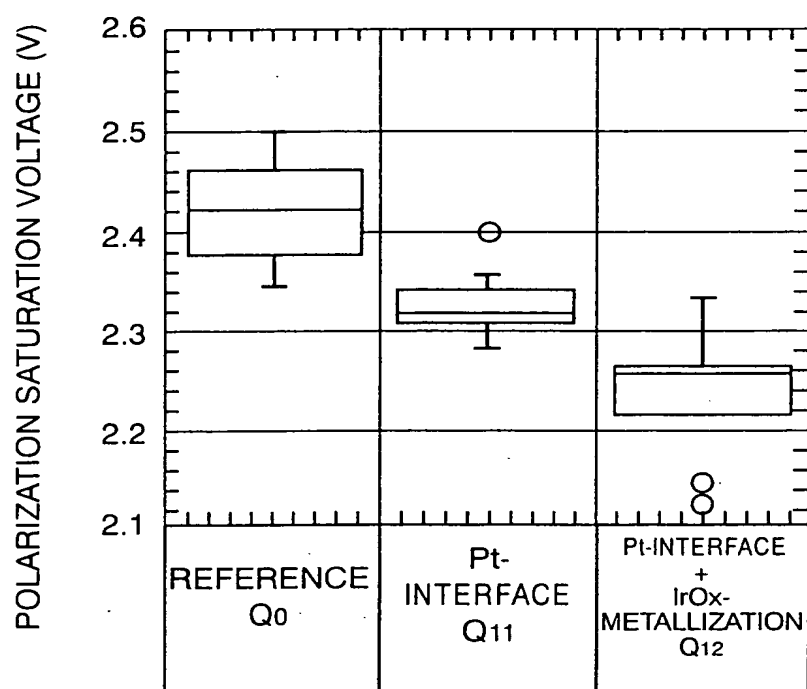 POLARIZATION SATURATION VOLTAGE (V)
2.6
2.5
2.4
2.3
2.2
2.1
REFERENCE
Q0
Pt-
INTERFACE
Q11
Pt-INTERFACE
+
IrOx-
METALLIZATION
Q12